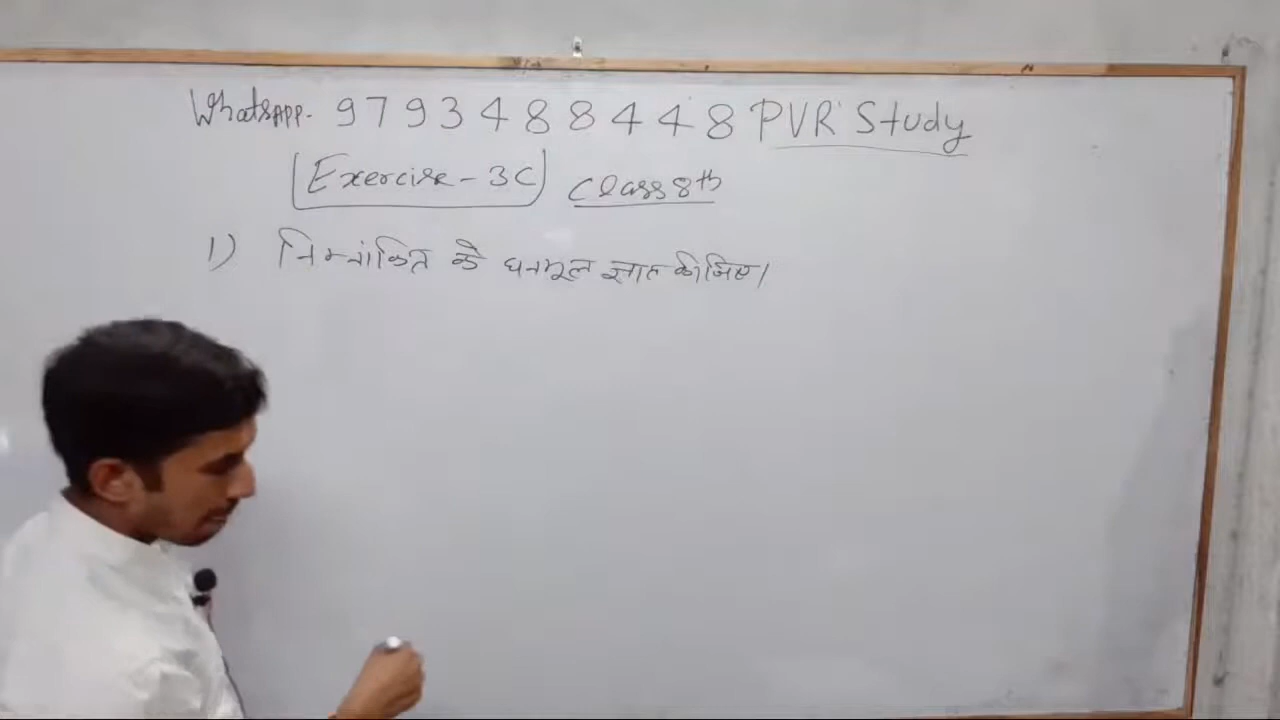 WhatsApp. 9793488448 PVR Study
Exercise - 3C Class 8th
1) निम्नांकित के घनमूल ज्ञात कीजिए।